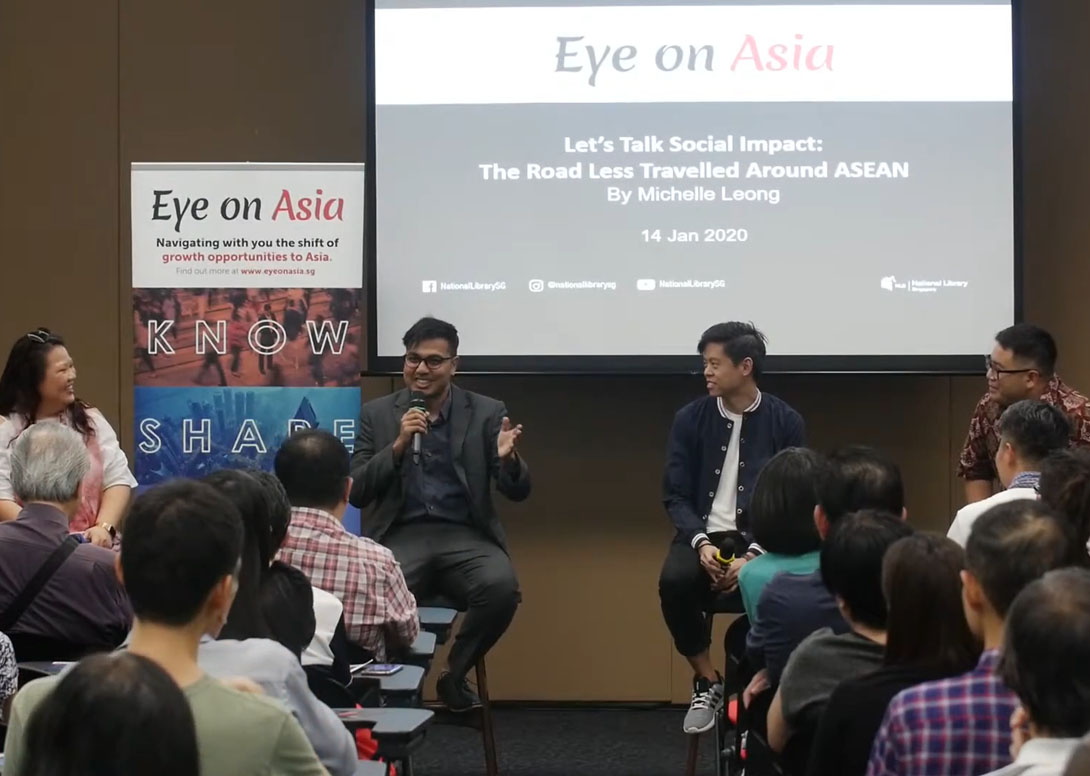 Eye on Asia
Let's Talk Social Impact:
The Road Less Travelled Around ASEAN
By Michelle Leong
14 Jan 2020
NationalLibrarySG
@nationallibrarysg
NationalLibrarySG
National Library
Singapore
Eye on Asia
Navigating with you the shift of
growth opportunities to Asia.
Find out more at www.eyeonasia.sg
KNOW
SHARE